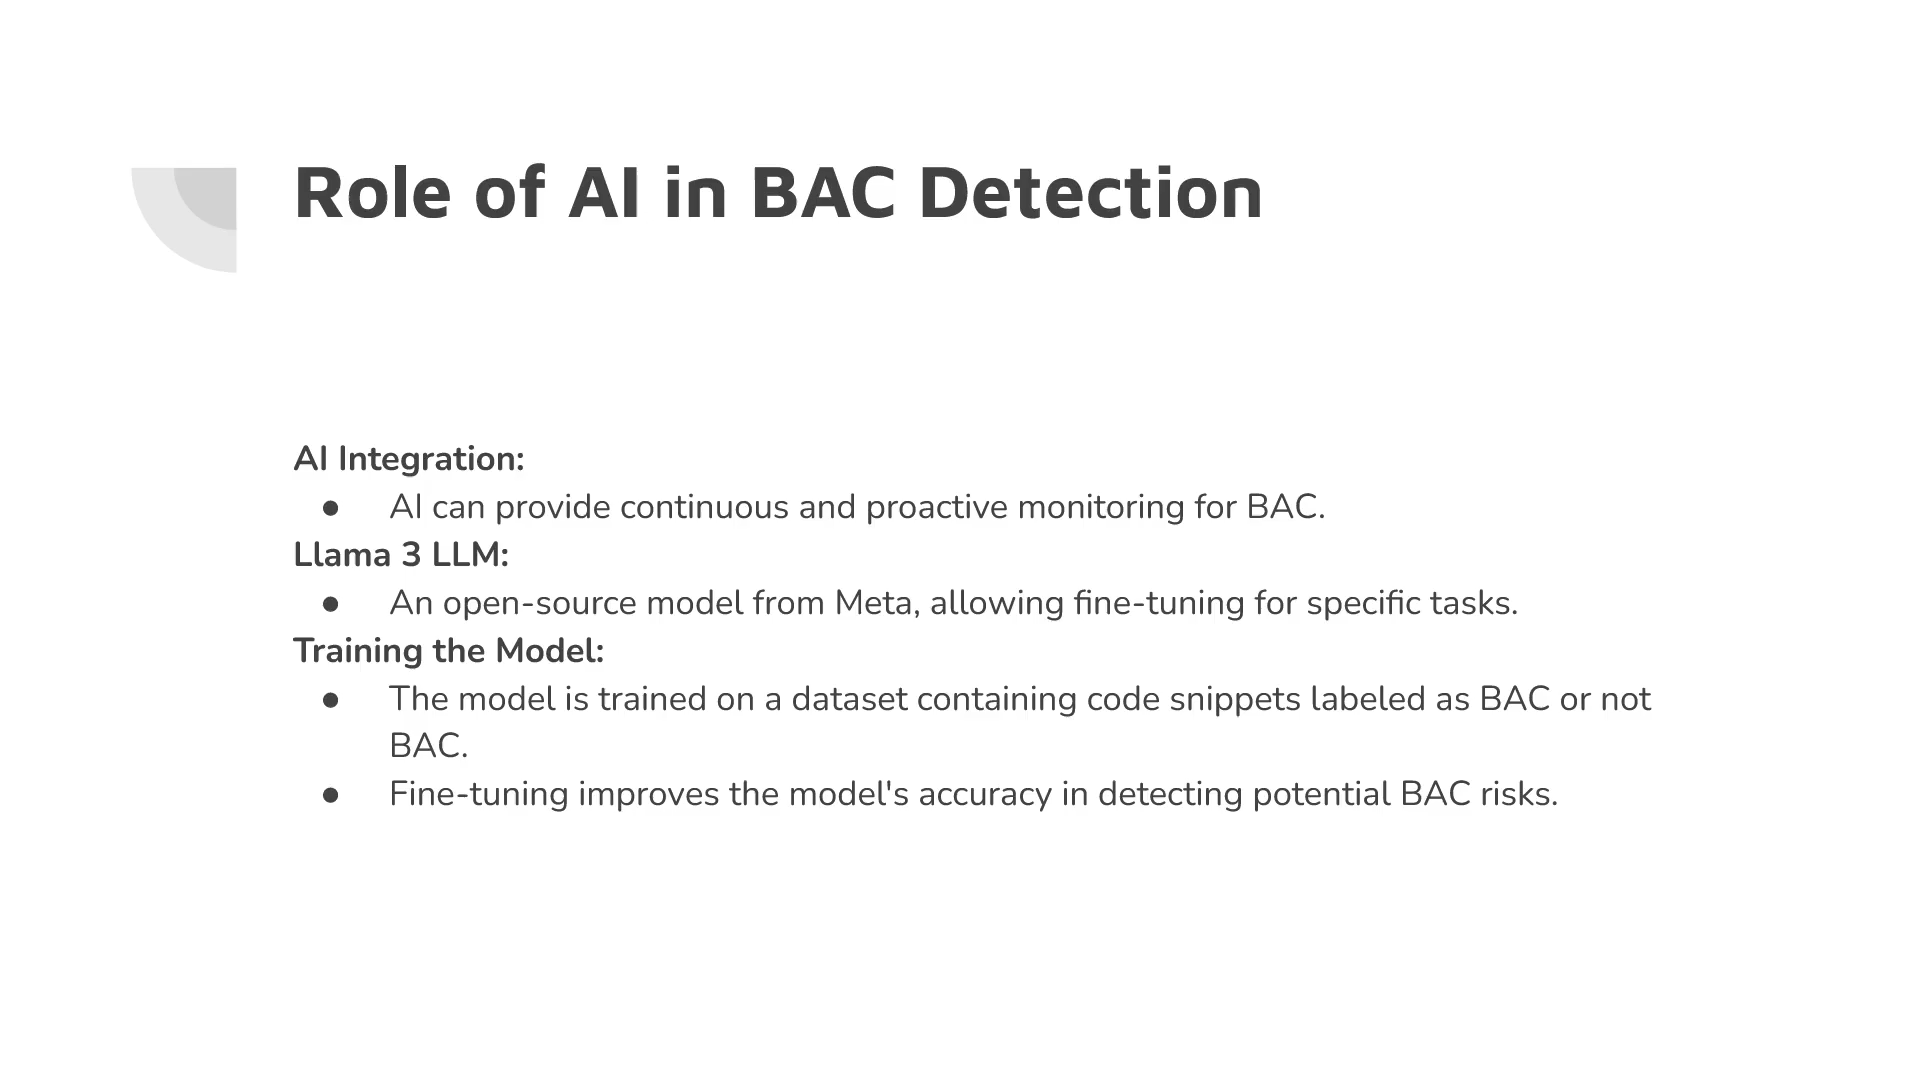 Role of AI in BAC Detection
AI Integration:
● AI can provide continuous and proactive monitoring for BAC.
Llama 3 LLM:
● An open-source model from Meta, allowing fine-tuning for specific tasks.
Training the Model:
● The model is trained on a dataset containing code snippets labeled as BAC or not
BAC.
● Fine-tuning improves the model's accuracy in detecting potential BAC risks.